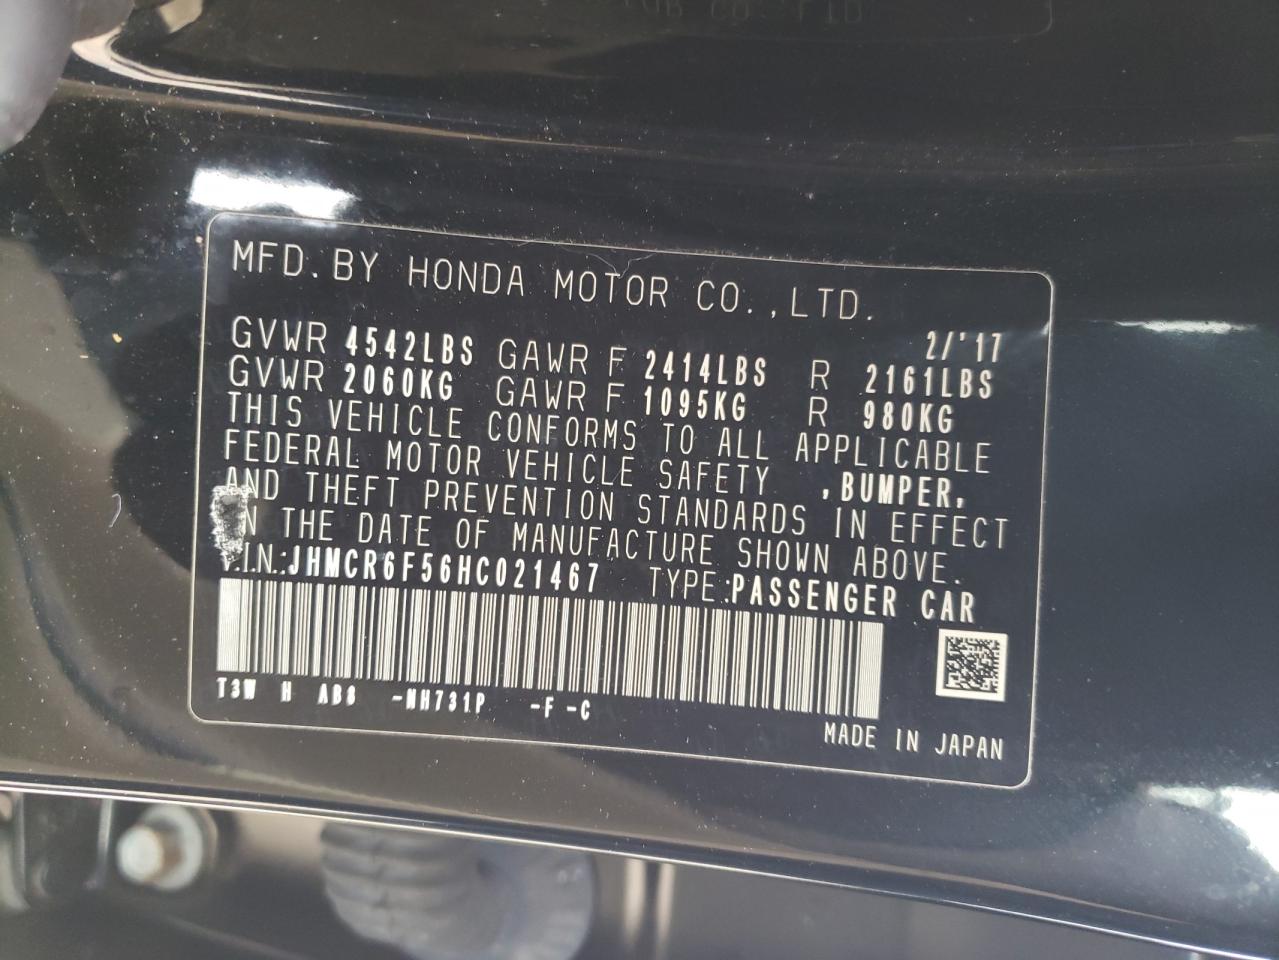 MFD.BY HONDA MOTOR CO.,LTD.
2/'17
GVWR 4542LBS GAWR F 2414LBS R 2161LBS
GVWR 2060KG GAWR F 1095KG R 980KG
THIS VEHICLE CONFORMS TO ALL APPLICABLE
FEDERAL MOTOR VEHICLE SAFETY ,BUMPER,
AND THEFT PREVENTION STANDARDS IN EFFECT
THE DATE OF MANUFACTURE SHOWN ABOVE.
V.I.N.:JHMCR6F56HC021467 TYPE:PASSENGER CAR
T3W H AB8 -NH731P -F -C
MADE IN JAPAN